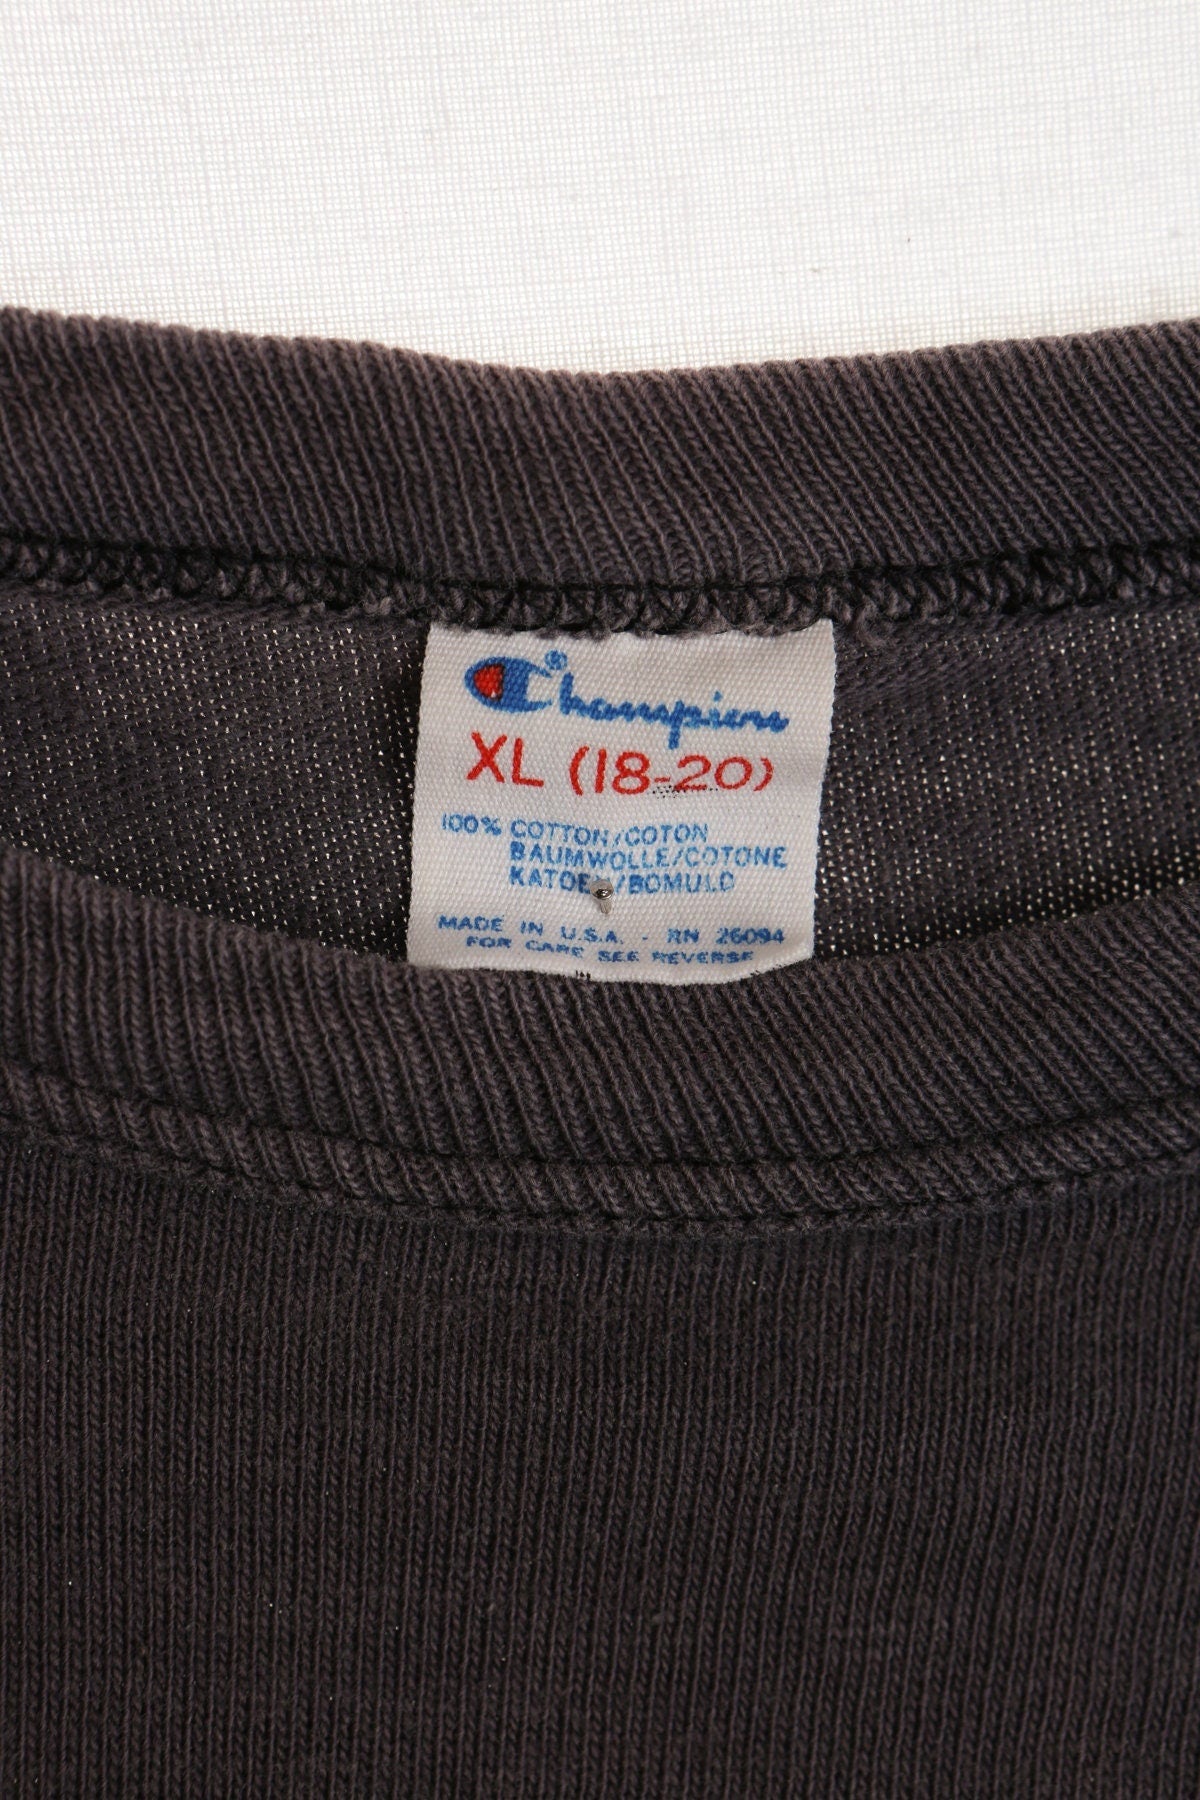 Champion®
XL (18-20)
100% COTTON/COTON
BAUMWOLLE/COTONE
KATOEN/BOMULD
MADE IN U.S.A. - RN 26094
FOR CARE SEE REVERSE